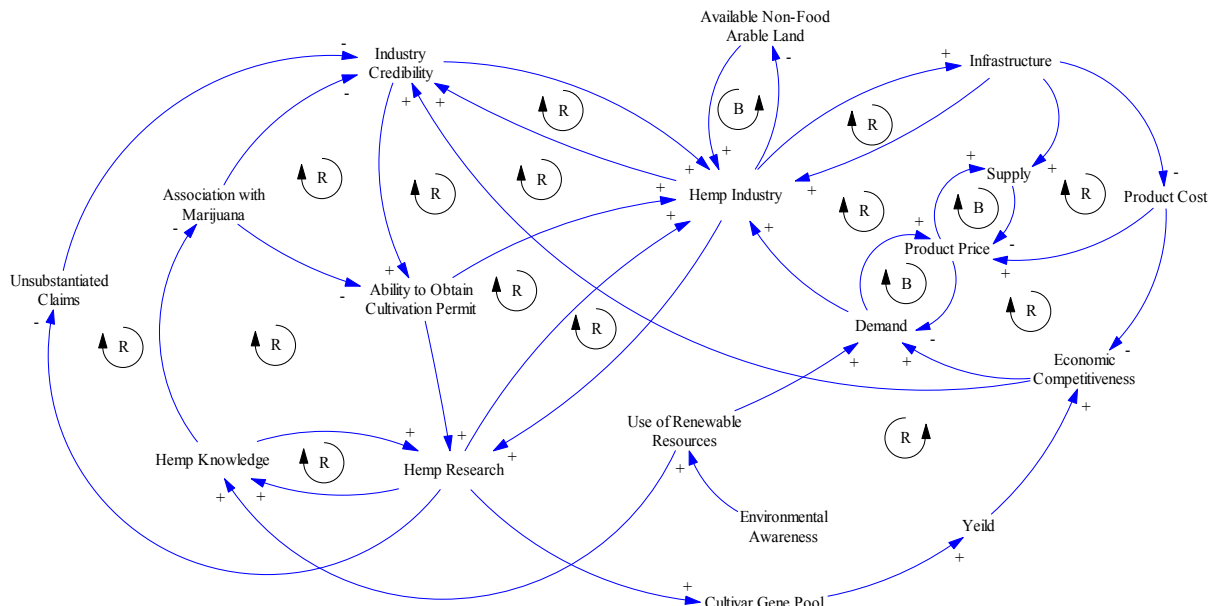 Available Non-Food
Arable Land
Industry
Credibility
Infrastructure
- - + - + + B R R + R R + + + + + -
Association with
Marijuana
Hemp Industry
Supply
Product Cost
R R + + + B R R - + + - +
Product Price
Unsubstantiated
Claims
Ability to Obtain
Cultivation Permit
- - R R B R R R R
Demand
+ + - -
Economic
Competitiveness
Use of Renewable
Resources
+ R
Hemp Knowledge
Hemp Research
+ + + R + + +
Environmental
Awareness
Yeild
+ +
Cultivar Gene Pool